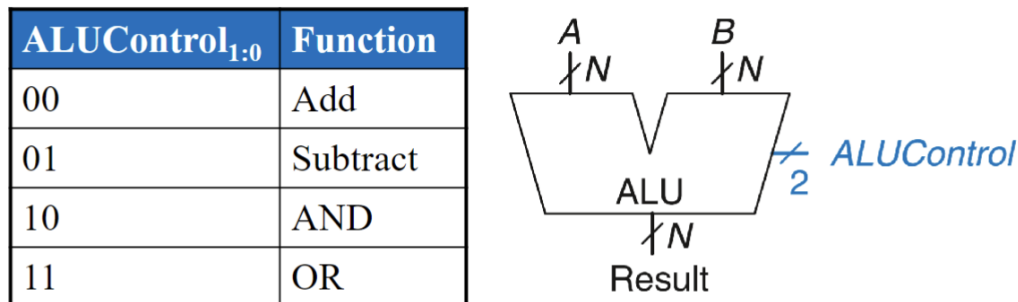 ALUControl1:0 Function
00 Add
01 Subtract
10 AND
11 OR
A B
N N
ALUControl
2
ALU
N
Result